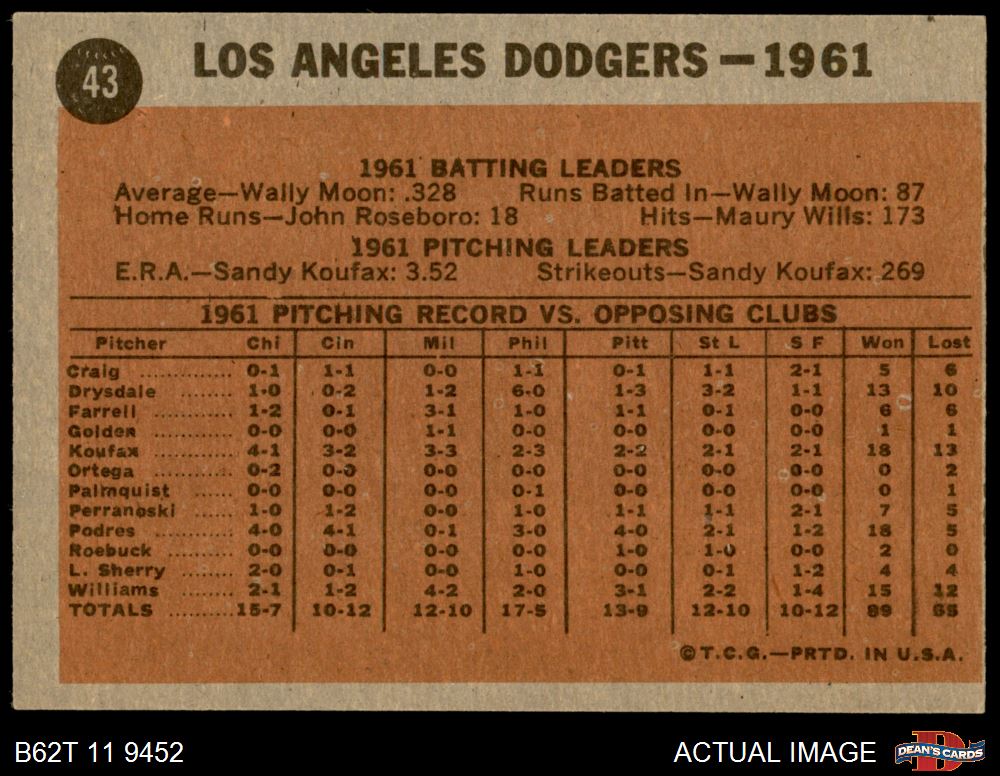 43
LOS ANGELES DODGERS—1961
1961 BATTING LEADERS
Average—Wally Moon: .328 Runs Batted In—Wally Moon: 87
Home Runs—John Roseboro: 18 Hits—Maury Wills: 173
1961 PITCHING LEADERS
E.R.A.—Sandy Koufax: 3.52 Strikeouts—Sandy Koufax: 269
1961 PITCHING RECORD VS. OPPOSING CLUBS
Pitcher Chi Cin Mil Phil Pitt St L S F Won Lost
Craig ............ 0-1 1-1 0-0 1-1 0-1 1-1 2-1 5 6
Drysdale ............ 1-0 0-2 1-2 6-0 1-3 3-2 1-1 13 10
Farrell ............ 1-2 0-1 3-1 1-0 1-1 0-1 0-0 6 6
Golden ............ 0-0 0-0 1-1 0-0 0-0 0-0 0-0 1 1
Koufax ............ 4-1 3-2 3-3 2-3 2-2 2-1 2-1 18 13
Ortega ............ 0-2 0-0 0-0 0-0 0-0 0-0 0-0 0 2
Palmquist ...... 0-0 0-0 0-0 0-1 0-0 0-0 0-0 0 1
Perranoski ...... 1-0 1-2 0-0 1-0 1-1 1-1 2-1 7 5
Podres ............ 4-0 4-1 0-1 3-0 4-0 2-1 1-2 18 5
Roebuck ......... 0-0 0-0 0-0 0-0 1-0 1-0 0-0 2 0
L. Sherry ........ 2-0 0-1 0-0 1-0 0-0 0-1 1-2 4 4
Williams ......... 2-1 1-2 4-2 2-0 3-1 2-2 1-4 15 12
TOTALS ......... 15-7 10-12 12-10 17-5 13-9 12-10 10-12 89 65
©T.C.G.—PRTD. IN U.S.A.
B62T 11 9452 ACTUAL IMAGE D DEAN'S CARDS